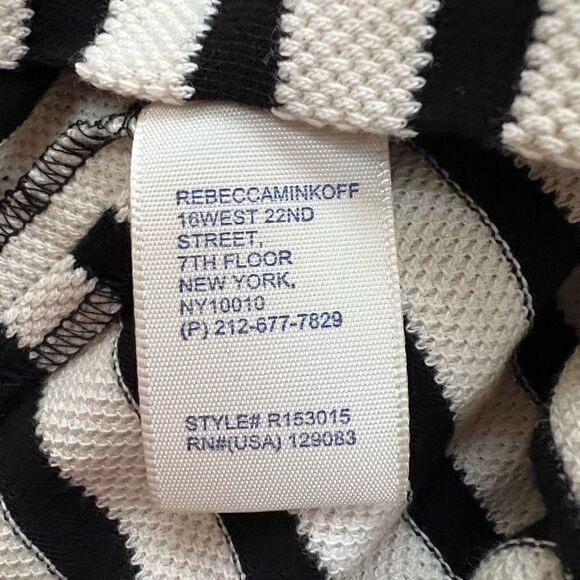 REBECCAMINKOFF
16WEST 22ND
STREET,
7TH FLOOR
NEW YORK,
NY10010
(P) 212-677-7829
STYLE# R153015
RN#(USA) 129083